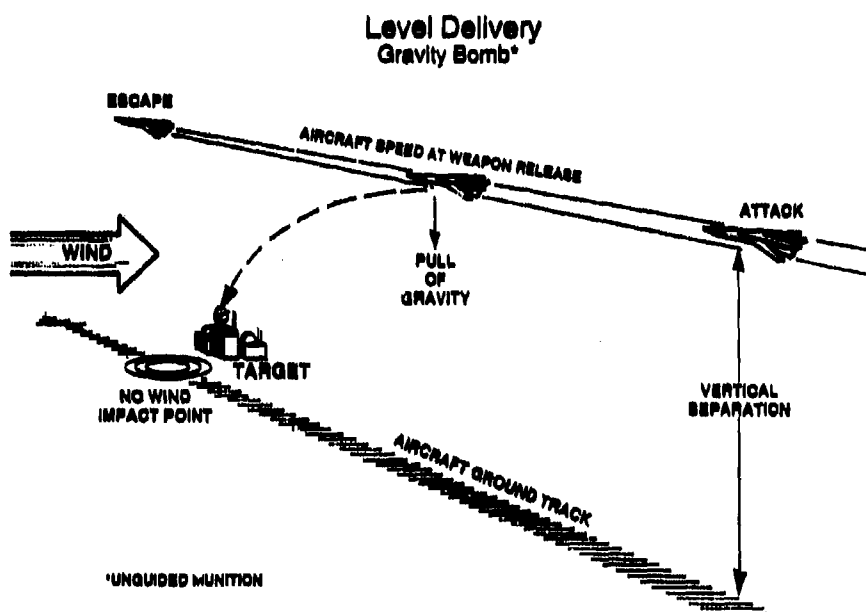 Level Delivery
Gravity Bomb*
ESCAPE
AIRCRAFT SPEED AT WEAPON RELEASE
ATTACK
WIND
PULL
OF
GRAVITY
TARGET
NO WIND
IMPACT POINT
VERTICAL
SEPARATION
AIRCRAFT GROUND TRACK
*UNGUIDED MUNITION